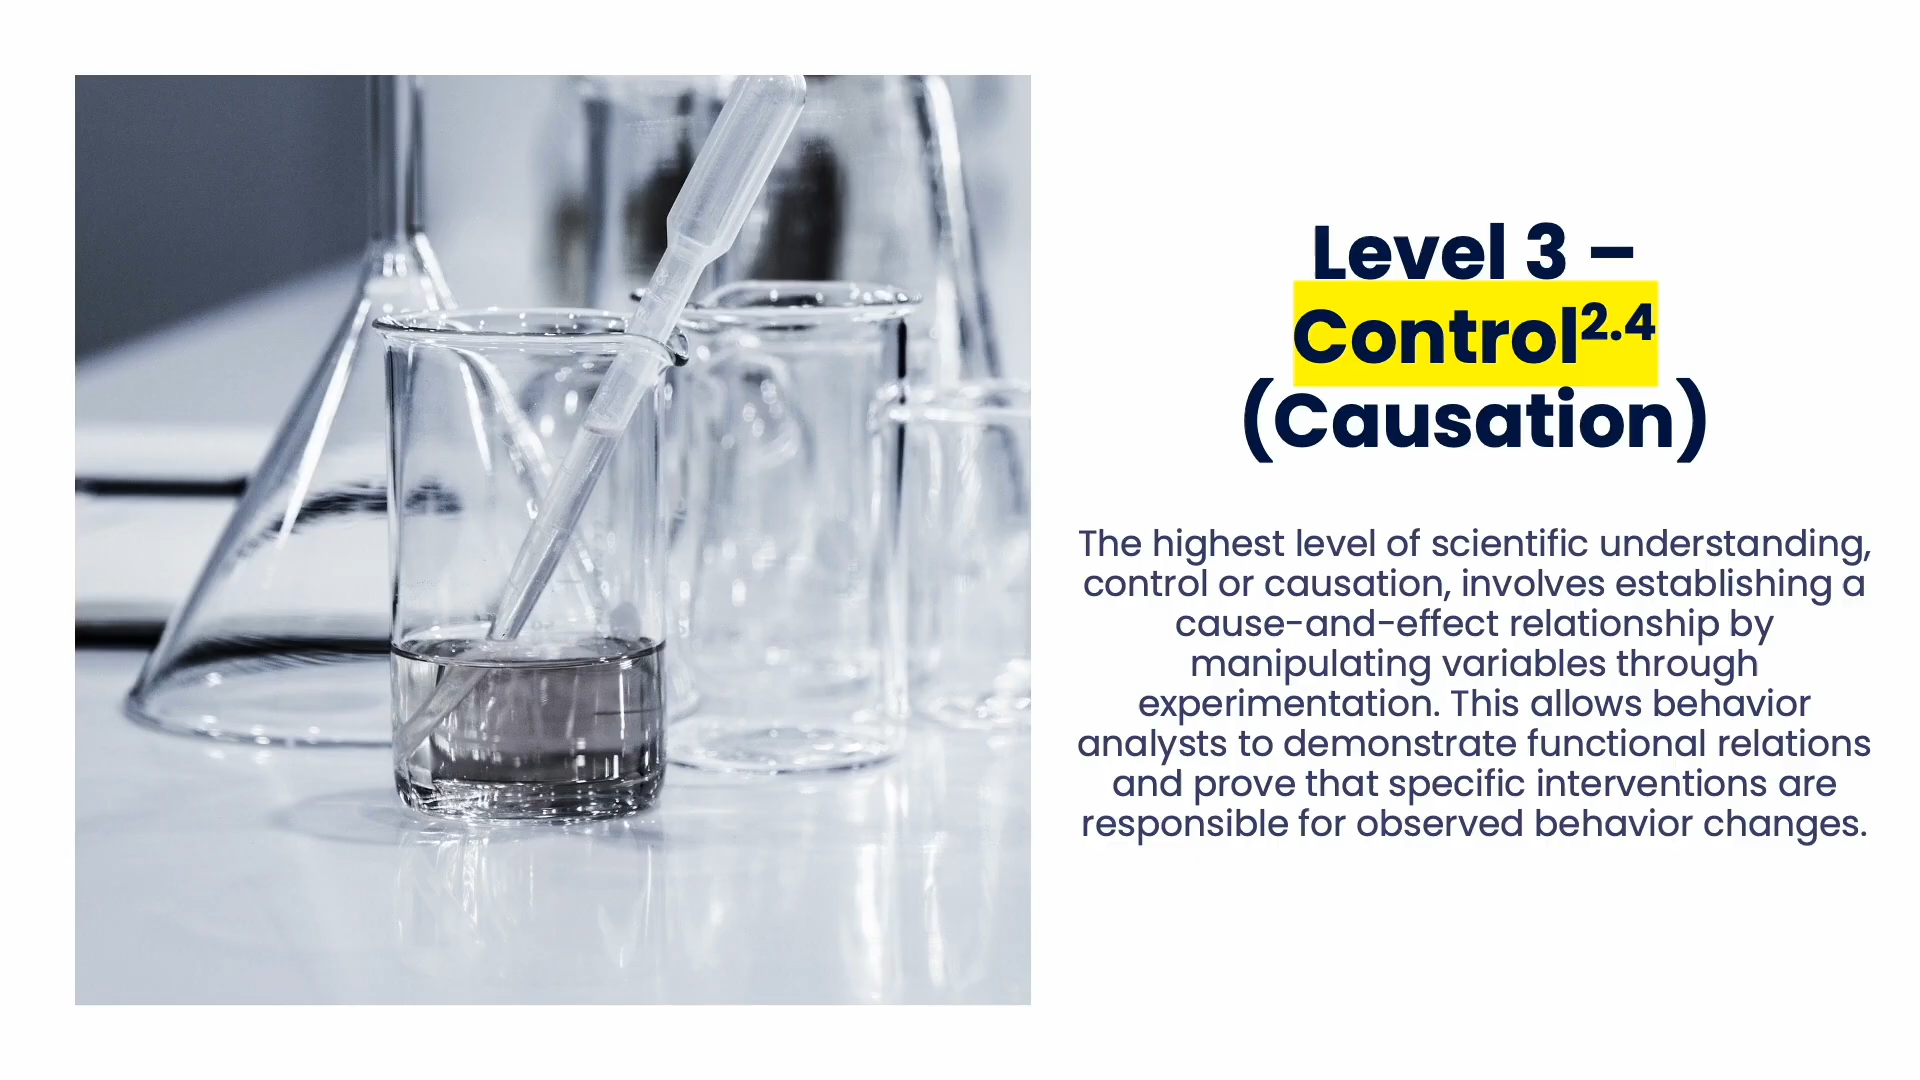 Level 3 –
Control2.4
(Causation)
The highest level of scientific understanding,
control or causation, involves establishing a
cause-and-effect relationship by
manipulating variables through
experimentation. This allows behavior
analysts to demonstrate functional relations
and prove that specific interventions are
responsible for observed behavior changes.